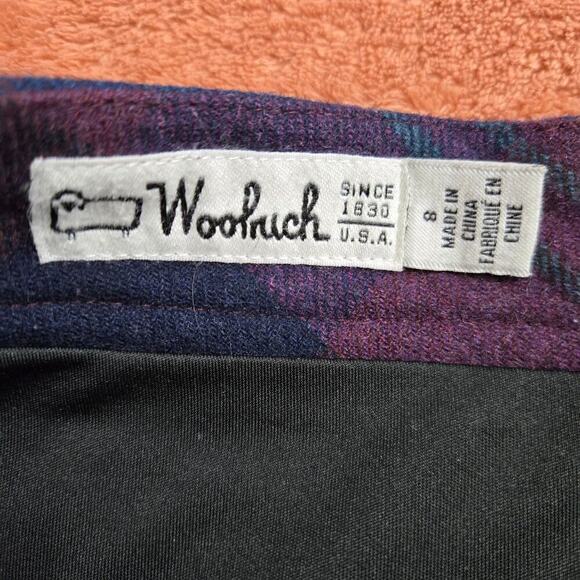 Woolrich
SINCE
1830
U.S.A.
8
MADE IN
CHINA
FABRIQUÉ EN
CHINE